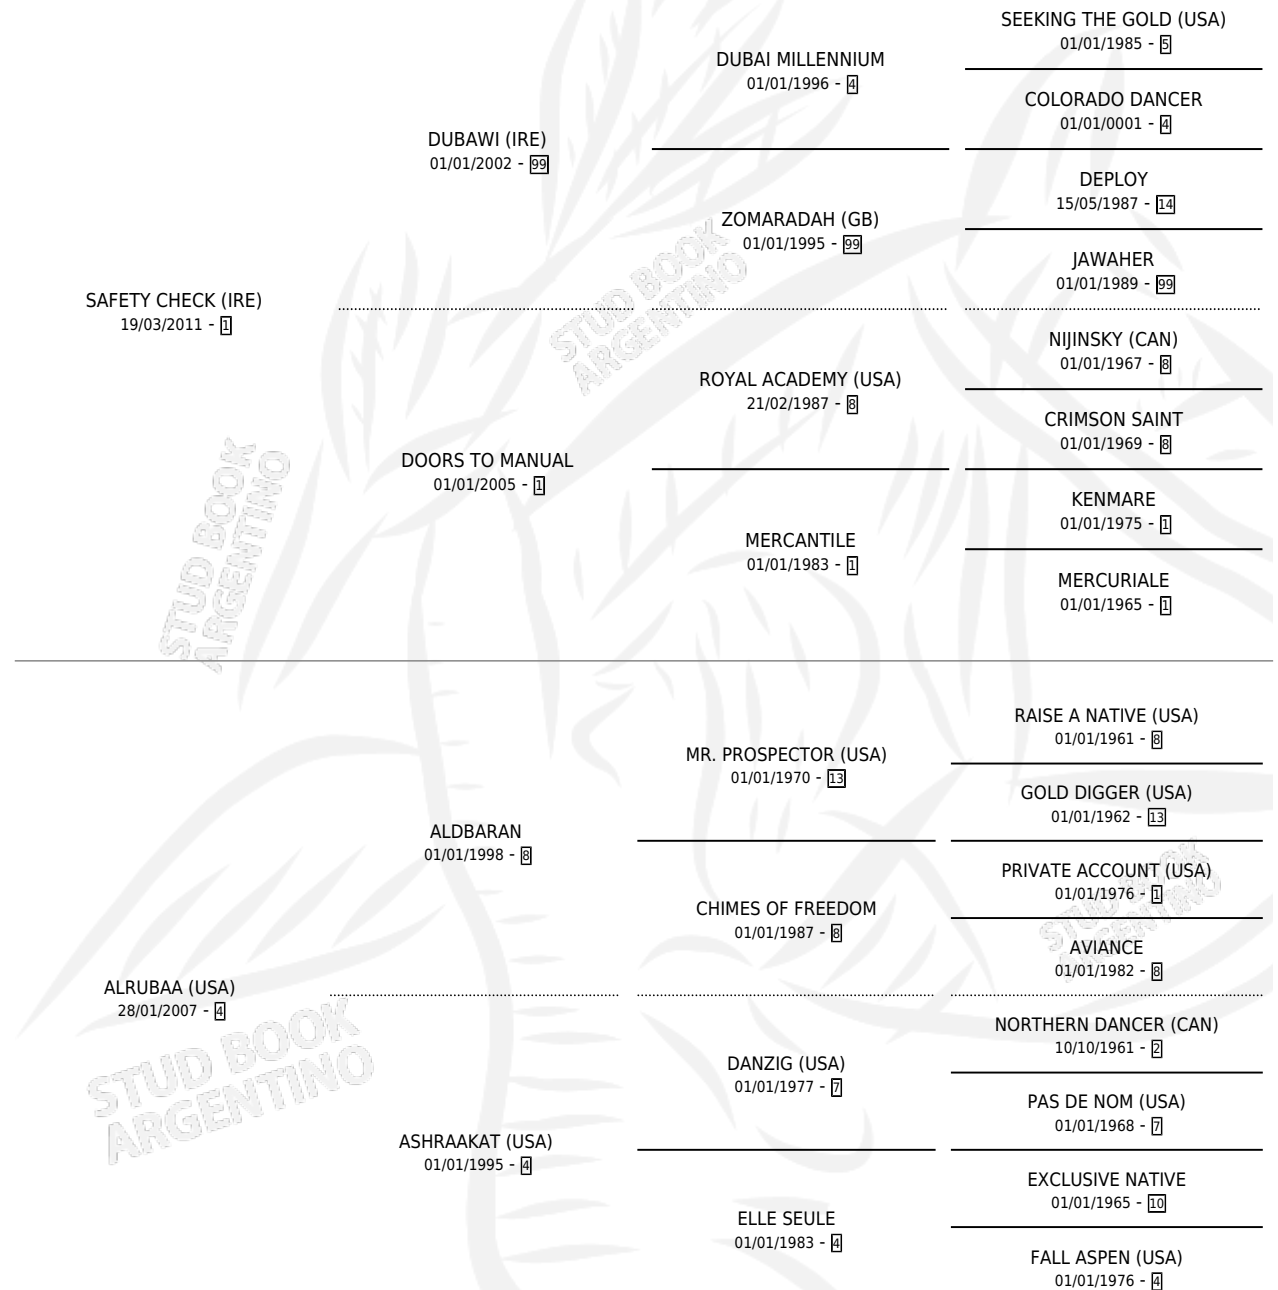 SEEKING THE GOLD (USA)
01/01/1985 - 5
DUBAI MILLENNIUM
01/01/1996 - 4
COLORADO DANCER
01/01/0001 - 4
DUBAWI (IRE)
01/01/2002 - 99
DEPLOY
15/05/1987 - 14
ZOMARADAH (GB)
01/01/1995 - 99
JAWAHER
01/01/1989 - 99
SAFETY CHECK (IRE)
19/03/2011 - 1
NIJINSKY (CAN)
01/01/1967 - 8
ROYAL ACADEMY (USA)
21/02/1987 - 8
CRIMSON SAINT
01/01/1969 - 8
DOORS TO MANUAL
01/01/2005 - 1
KENMARE
01/01/1975 - 1
MERCANTILE
01/01/1983 - 1
MERCURIALE
01/01/1965 - 1
RAISE A NATIVE (USA)
01/01/1961 - 8
MR. PROSPECTOR (USA)
01/01/1970 - 13
GOLD DIGGER (USA)
01/01/1962 - 13
ALDBARAN
01/01/1998 - 8
PRIVATE ACCOUNT (USA)
01/01/1976 - 1
CHIMES OF FREEDOM
01/01/1987 - 8
AVIANCE
01/01/1982 - 8
ALRUBAA (USA)
28/01/2007 - 4
NORTHERN DANCER (CAN)
10/10/1961 - 2
DANZIG (USA)
01/01/1977 - 7
PAS DE NOM (USA)
01/01/1968 - 7
ASHRAAKAT (USA)
01/01/1995 - 4
EXCLUSIVE NATIVE
01/01/1965 - 10
ELLE SEULE
01/01/1983 - 4
FALL ASPEN (USA)
01/01/1976 - 4
STUD BOOK
ARGENTINO
STUD BOOK
ARGENTINO
STUD BOOK
ARGENTINO
STUD BOOK
ARGENTINO